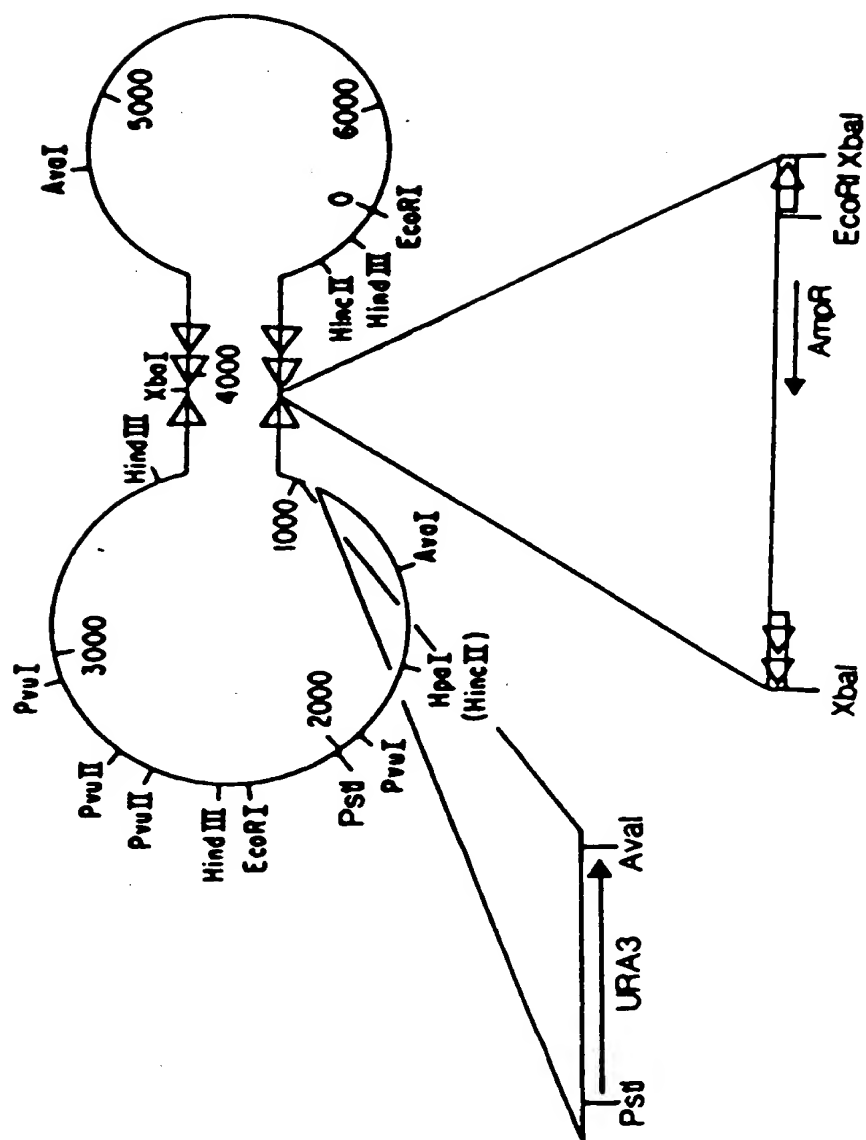 PvuI
AvaI
PvuII
3000
5000
PvuII
HindIII
XbaI
HindIII
4000
EcoRI
1000
2000
HincII
PstI
0
6000
HindIII
PvuI
EcoRI
AvaI
HpaI
(HincII)
URA3
PstI
AvaI
AmpR
XbaI
EcoRI XbaI